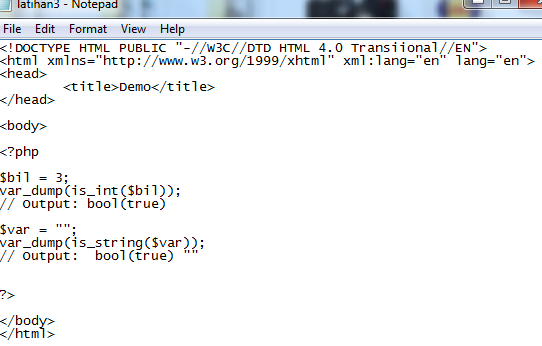 latihan3 - Notepad
File Edit Format View Help
<!DOCTYPE HTML PUBLIC "-//W3C//DTD HTML 4.0 Transiional//EN">
<html xmlns="http://www.w3.org/1999/xhtml" xml:lang="en" lang="en">
<head>
<title>Demo</title>
</head>
<body>
<?php
$bil = 3;
var_dump(is_int($bil));
// Output: bool(true)
$var = "";
var_dump(is_string($var));
// Output:  bool(true) ""
?>
</body>
</html>